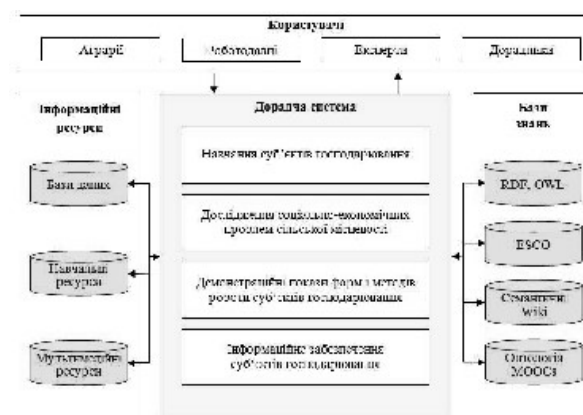 Користувачі
Аграрії
Роботодавці
Експерти
Дорадники
Інформаційні
ресурси
Бази даних
Навчальні
ресурси
Мультимедійні
ресурси
Дорадча система
Навчання суб'єктів господарювання
Дослідження соціально-економічних
проблем сільської місцевості
Демонстраційні покази форм і методів
роботи суб'єктів господарювання
Інформаційне забезпечення
суб'єктів господарювання
Бази
знань
RDF, OWL
ESCO
Семантичні
Wiki
Онтологія
MOOCs